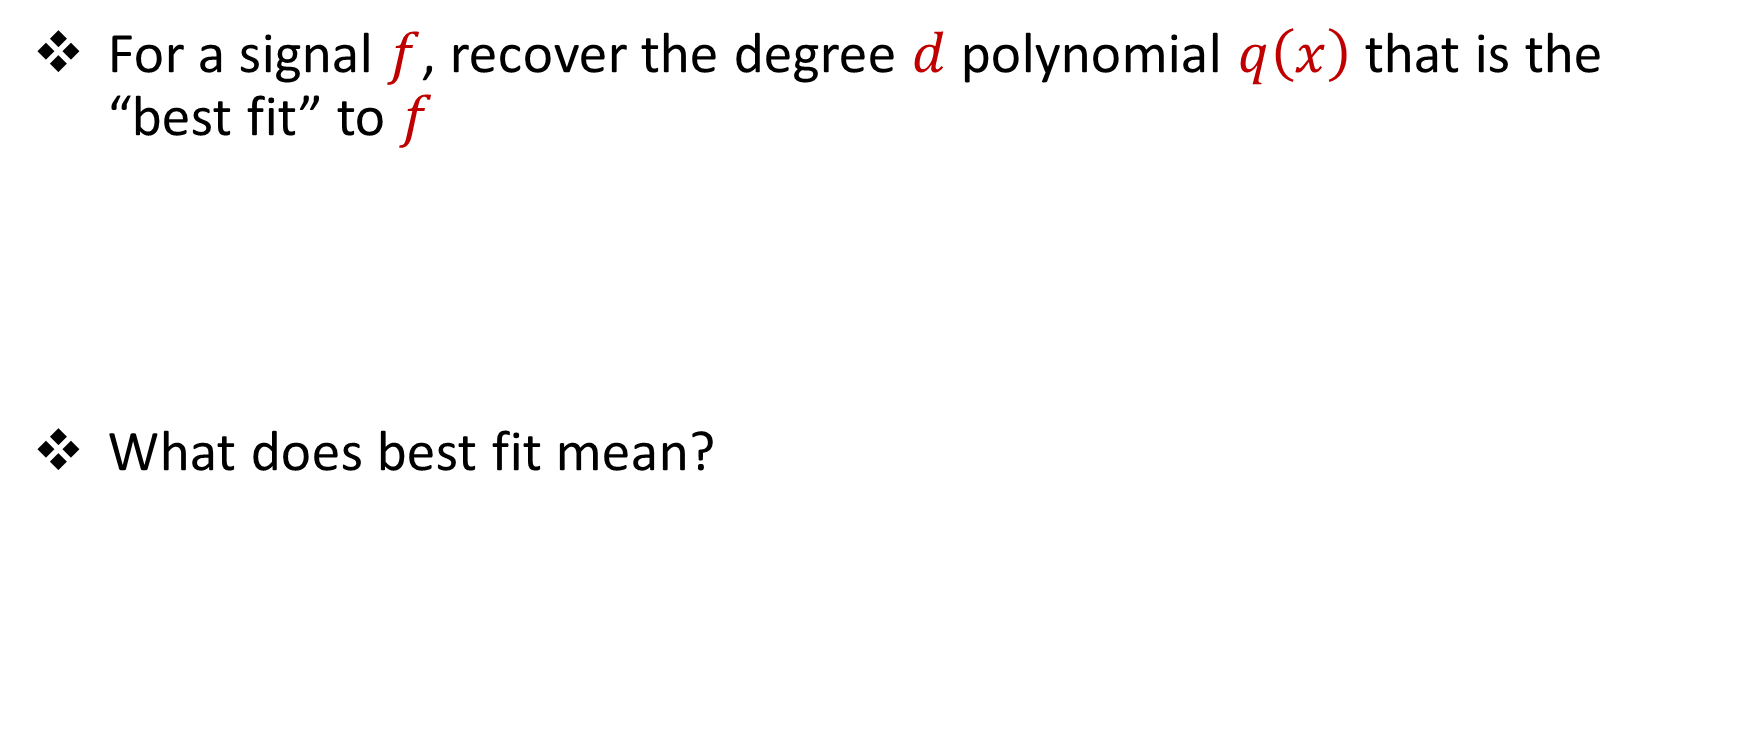 ❖ For a signal f, recover the degree d polynomial q(x) that is the
“best fit” to f
❖ What does best fit mean?